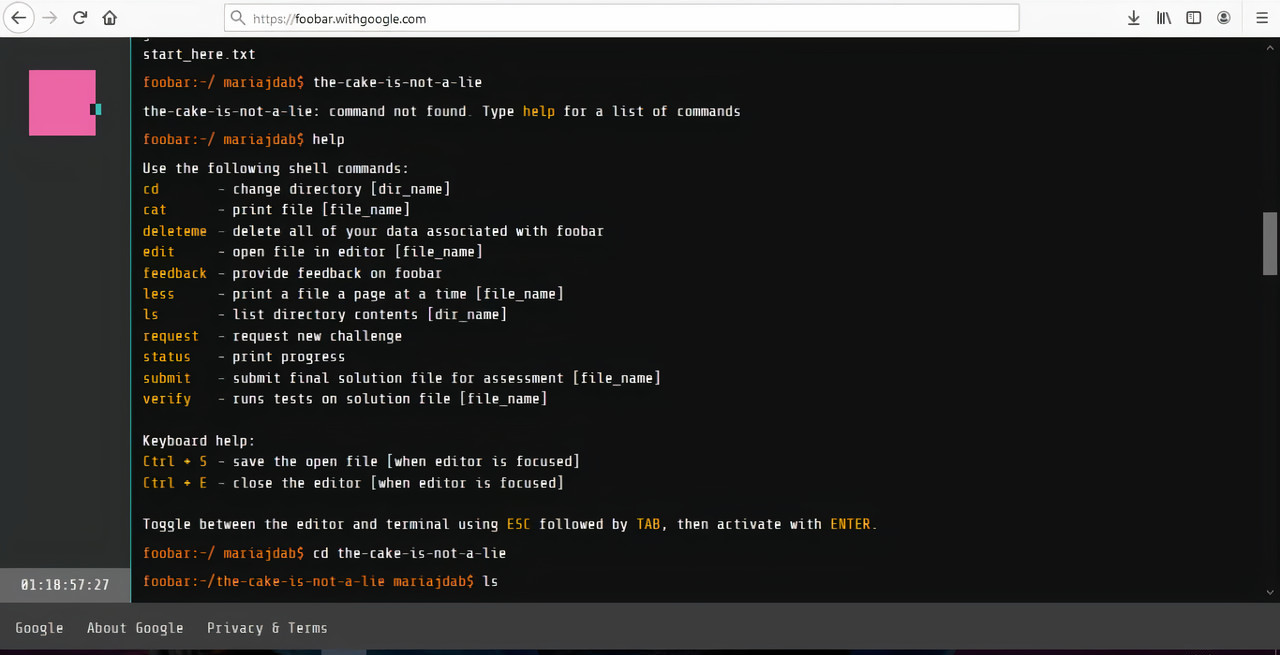 https://foobar.withgoogle.com
start_here.txt
foobar:~/ mariajdab$ the-cake-is-not-a-lie
the-cake-is-not-a-lie: command not found. Type help for a list of commands
foobar:~/ mariajdab$ help
Use the following shell commands:
cd - change directory [dir_name]
cat - print file [file_name]
deleteme - delete all of your data associated with foobar
edit - open file in editor [file_name]
feedback - provide feedback on foobar
less - print a file a page at a time [file_name]
ls - list directory contents [dir_name]
request - request new challenge
status - print progress
submit - submit final solution file for assessment [file_name]
verify - runs tests on solution file [file_name]
Keyboard help:
Ctrl + S - save the open file [when editor is focused]
Ctrl + E - close the editor [when editor is focused]
Toggle between the editor and terminal using ESC followed by TAB, then activate with ENTER.
foobar:~/ mariajdab$ cd the-cake-is-not-a-lie
foobar:~/the-cake-is-not-a-lie mariajdab$ ls
01:18:57:27
Google About Google Privacy & Terms